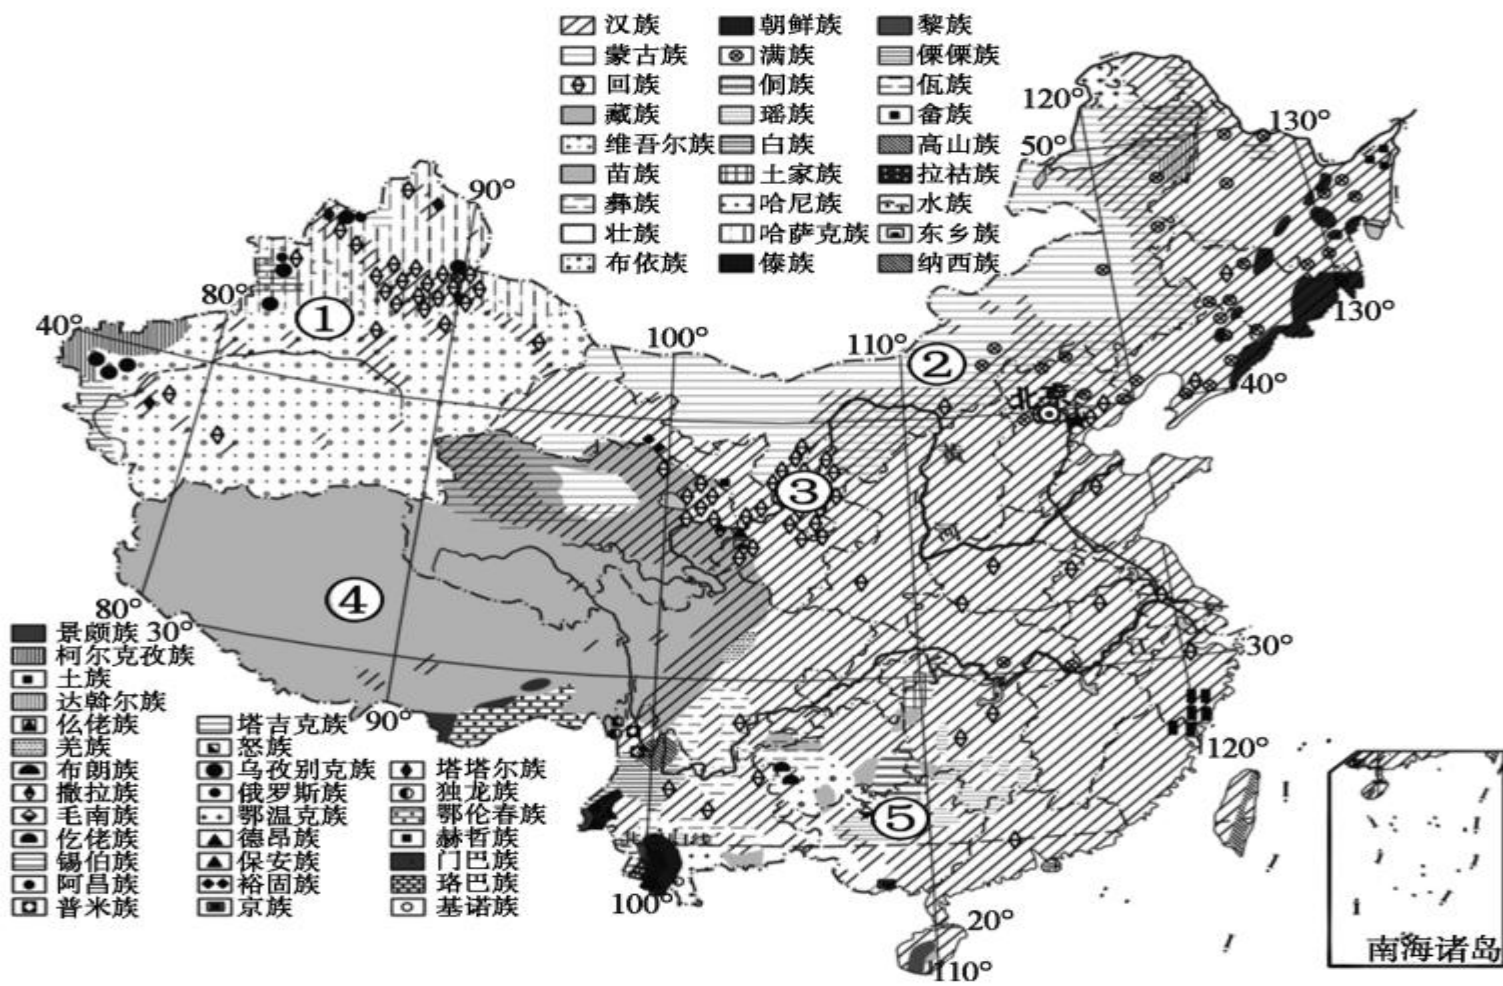 汉族 朝鲜族 黎族
蒙古族 满族 傈僳族
回族 侗族 佤族
藏族 瑶族 畲族
维吾尔族 白族 高山族
苗族 土家族 拉祜族
彝族 哈尼族 水族
壮族 哈萨克族 东乡族
布依族 傣族 纳西族
120°
50°
130°
90°
80°
40°
①
100°
110°
②
130°
40°
北京
③
④
80°
30°
30°
90°
120°
⑤
100°
20°
110°
南海诸岛
景颇族
柯尔克孜族
土族
达斡尔族
仫佬族 塔吉克族
羌族 怒族
布朗族 乌孜别克族 塔塔尔族
撒拉族 俄罗斯族 独龙族
毛南族 鄂温克族 鄂伦春族
仡佬族 德昂族 赫哲族
锡伯族 保安族 门巴族
阿昌族 裕固族 珞巴族
普米族 京族 基诺族